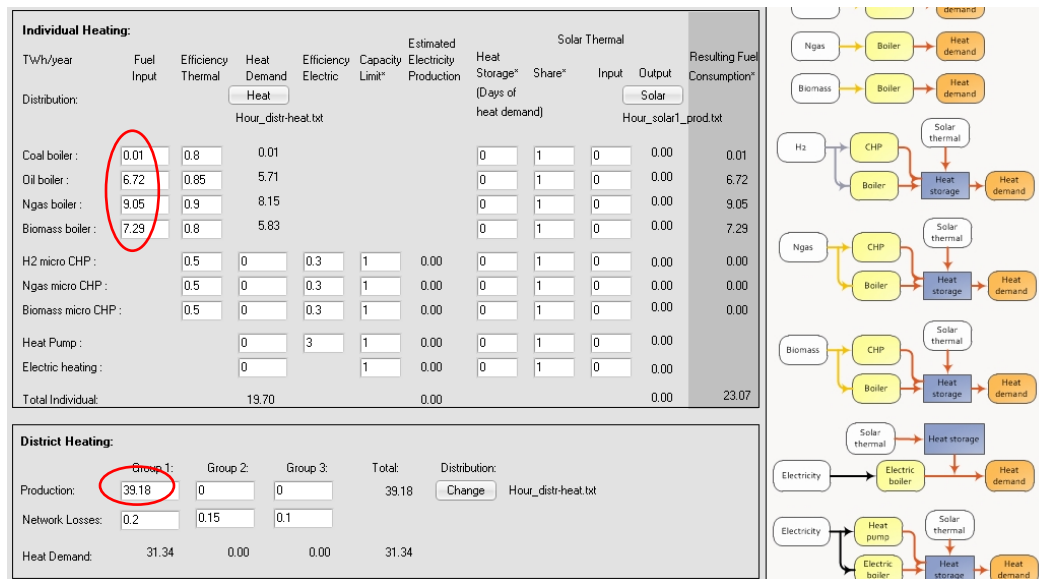 Individual Heating:
TWh/year Fuel Input Efficiency Thermal Heat Demand Efficiency Electric Capacity Limit* Estimated Electricity Production Heat Storage* (Days of heat demand) Solar Thermal Share* Input Output Resulting Fuel Consumption*
Distribution: Heat Solar
Hour_distr-heat.txt Hour_solar1_prod.txt
Coal boiler : 0.01 0.8 0.01 0 1 0 0.00 0.01
Oil boiler : 6.72 0.85 5.71 0 1 0 0.00 6.72
Ngas boiler : 9.05 0.9 8.15 0 1 0 0.00 9.05
Biomass boiler : 7.29 0.8 5.83 0 1 0 0.00 7.29
H2 micro CHP : 0.5 0 0.3 1 0.00 0 1 0 0.00 0.00
Ngas micro CHP : 0.5 0 0.3 1 0.00 0 1 0 0.00 0.00
Biomass micro CHP : 0.5 0 0.3 1 0.00 0 1 0 0.00 0.00
Heat Pump : 0 3 1 0.00 0 1 0 0.00
Electric heating : 0 1 0.00 0 1 0 0.00
Total Individual: 19.70 0.00 0.00 23.07
District Heating:
Group 1: Group 2: Group 3: Total: Distribution:
Production: 39.18 0 0 39.18 Change Hour_distr-heat.txt
Network Losses: 0.2 0.15 0.1
Heat Demand: 31.34 0.00 0.00 31.34
demand
Ngas Boiler Heat demand
Biomass Boiler Heat demand
Solar thermal
H2 CHP
Boiler Heat storage Heat demand
Solar thermal
Ngas CHP
Boiler Heat storage Heat demand
Solar thermal
Biomass CHP
Boiler Heat storage Heat demand
Solar thermal Heat storage
Electricity Electric boiler Heat demand
Electricity Heat pump Solar thermal
Electric boiler Heat storage Heat demand